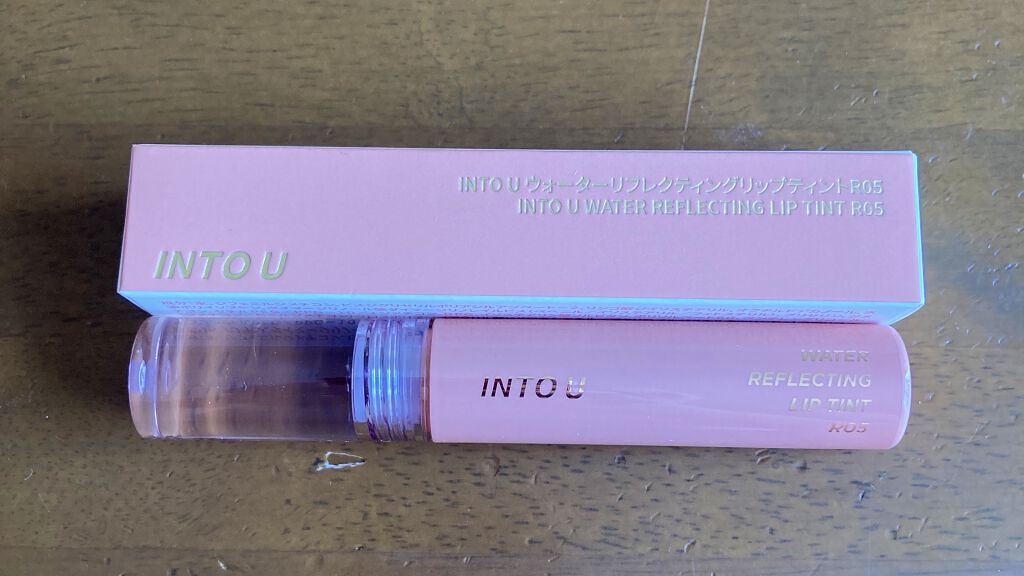 INTO U ウォーターリフレクティングリップティントR05
INTO U WATER REFLECTING LIP TINT R05
INTO U
INTO U
WATER
REFLECTING
LIP TINT
R05